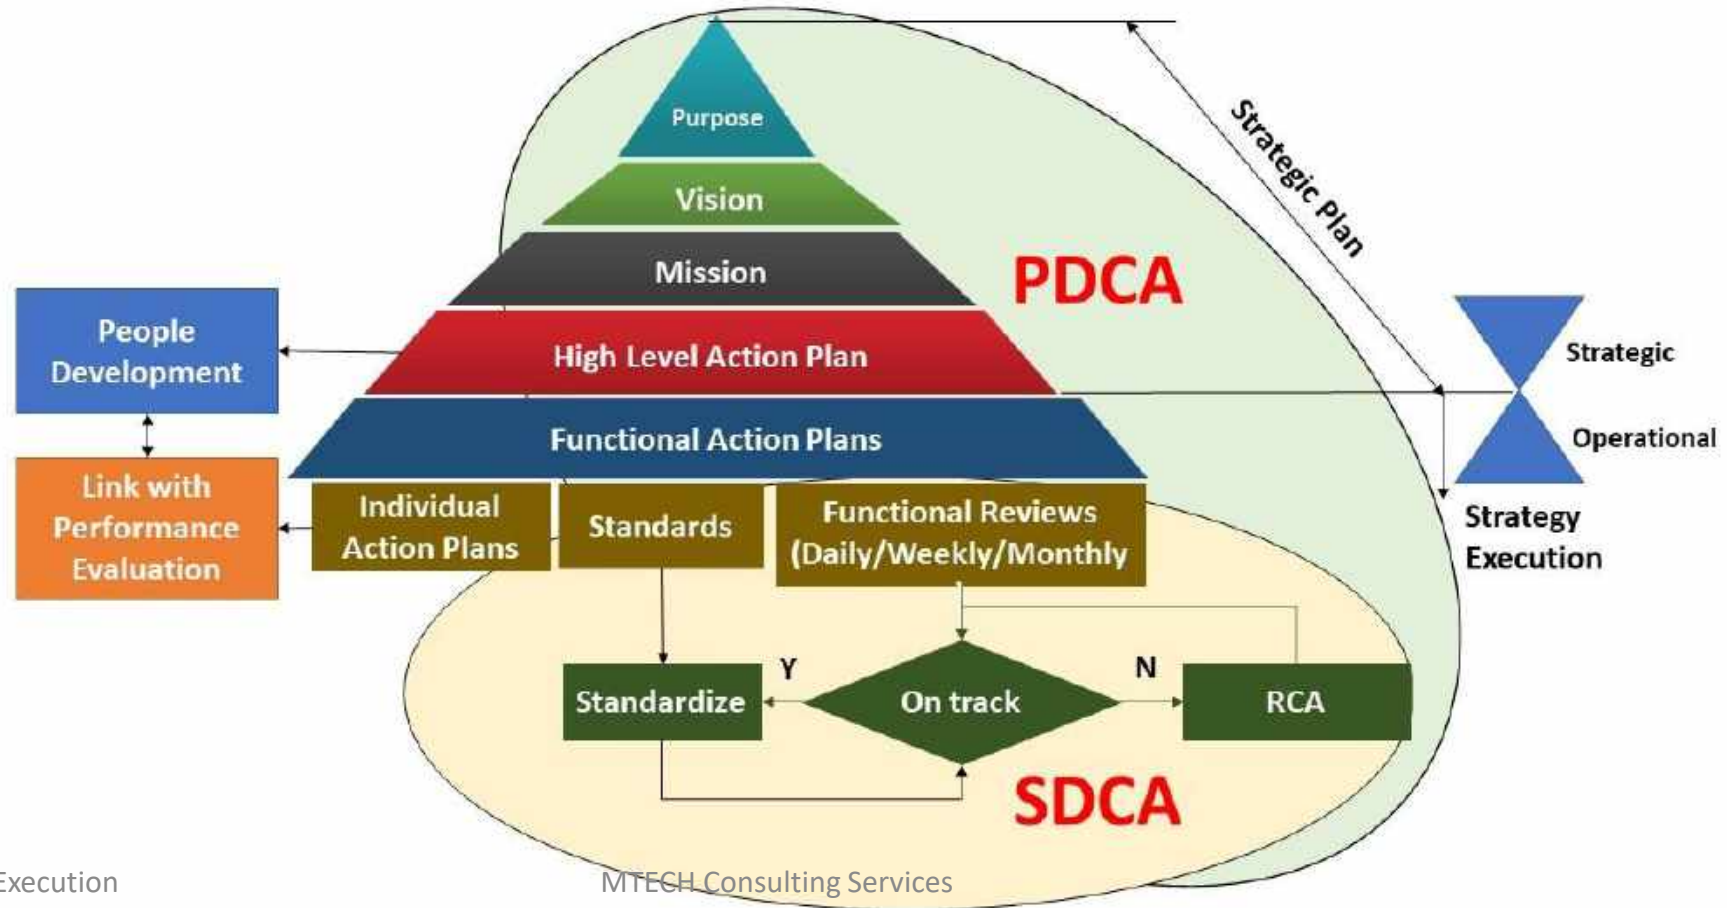 Purpose
Vision
Mission
High Level Action Plan
Functional Action Plans
PDCA
Strategic Plan
Strategic
Operational
Strategy
Execution
People
Development
Link with
Performance
Evaluation
Individual
Action Plans
Standards
Functional Reviews
(Daily/Weekly/Monthly
Standardize
Y
On track
N
RCA
SDCA
Execution
MTECH Consulting Services